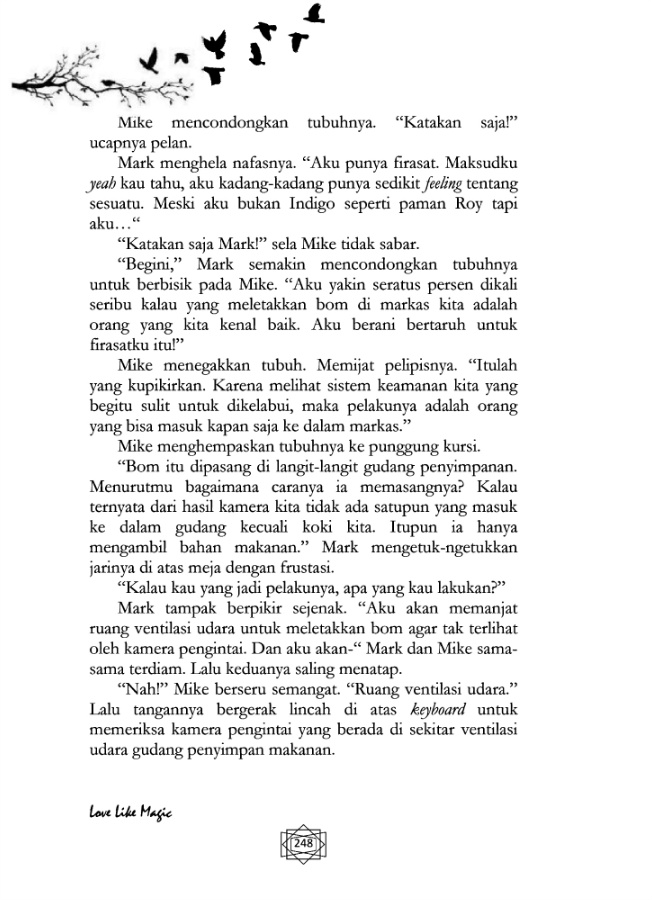 Mike mencondongkan tubuhnya. “Katakan saja!”
ucapnya pelan.
Mark menghela nafasnya. “Aku punya firasat. Maksudku
yeah kau tahu, aku kadang-kadang punya sedikit feeling tentang
sesuatu. Meski aku bukan Indigo seperti paman Roy tapi
aku…“
“Katakan saja Mark!” sela Mike tidak sabar.
“Begini,” Mark semakin mencondongkan tubuhnya
untuk berbisik pada Mike. “Aku yakin seratus persen dikali
seribu kalau yang meletakkan bom di markas kita adalah
orang yang kita kenal baik. Aku berani bertaruh untuk
firasatku itu!”
Mike menegakkan tubuh. Memijat pelipisnya. “Itulah
yang kupikirkan. Karena melihat sistem keamanan kita yang
begitu sulit untuk dikelabui, maka pelakunya adalah orang
yang bisa masuk kapan saja ke dalam markas.”
Mike menghempaskan tubuhnya ke punggung kursi.
“Bom itu dipasang di langit-langit gudang penyimpanan.
Menurutmu bagaimana caranya ia memasangnya? Kalau
ternyata dari hasil kamera kita tidak ada satupun yang masuk
ke dalam gudang kecuali koki kita. Itupun ia hanya
mengambil bahan makanan.” Mark mengetuk-ngetukkan
jarinya di atas meja dengan frustasi.
“Kalau kau yang jadi pelakunya, apa yang kau lakukan?”
Mark tampak berpikir sejenak. “Aku akan memanjat
ruang ventilasi udara untuk meletakkan bom agar tak terlihat
oleh kamera pengintai. Dan aku akan-“ Mark dan Mike sama-
sama terdiam. Lalu keduanya saling menatap.
“Nah!” Mike berseru semangat. “Ruang ventilasi udara.”
Lalu tangannya bergerak lincah di atas keyboard untuk
memeriksa kamera pengintai yang berada di sekitar ventilasi
udara gudang penyimpan makanan.
Love Like Magic
248